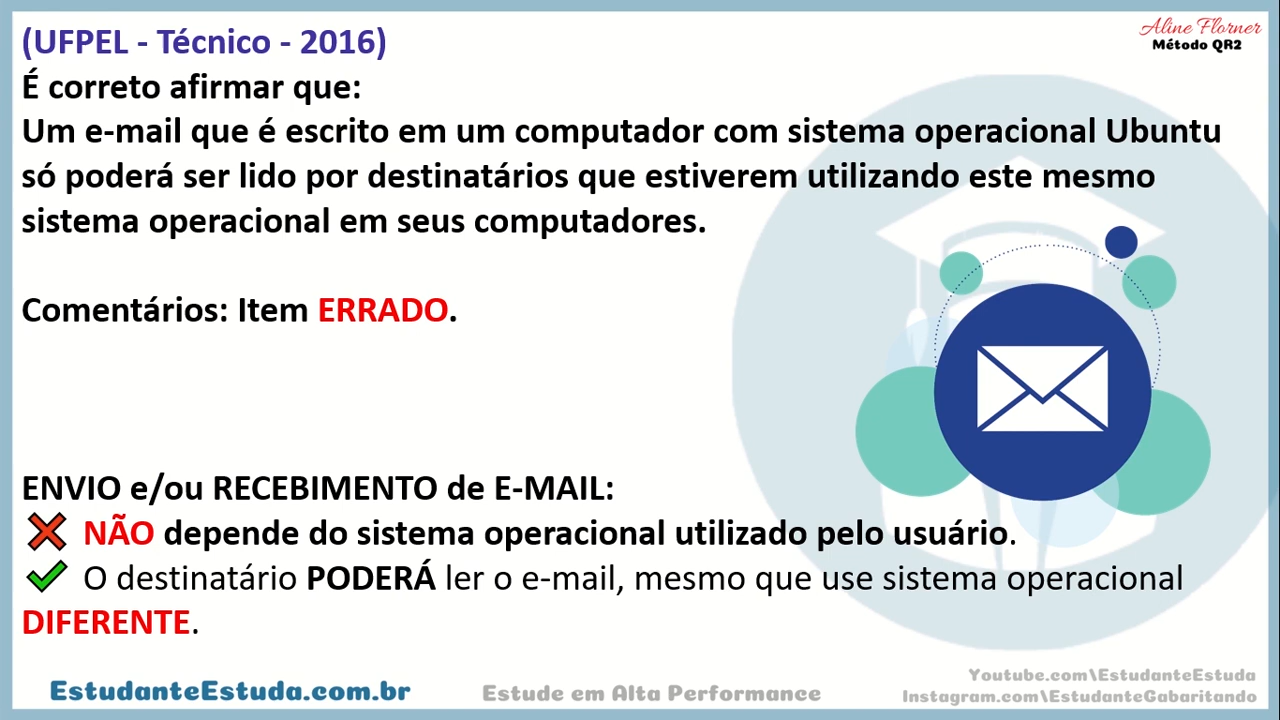 (UFPEL - Técnico - 2016)
Aline Florner
Método QR2
É correto afirmar que:
Um e-mail que é escrito em um computador com sistema operacional Ubuntu
só poderá ser lido por destinatários que estiverem utilizando este mesmo
sistema operacional em seus computadores.
Comentários: Item ERRADO.
ENVIO e/ou RECEBIMENTO de E-MAIL:
NÃO depende do sistema operacional utilizado pelo usuário.
O destinatário PODERÁ ler o e-mail, mesmo que use sistema operacional
DIFERENTE.
EstudanteEstuda.com.br
Estude em Alta Performance
Youtube.com\EstudanteEstuda
Instagram.com\EstudanteGabaritando